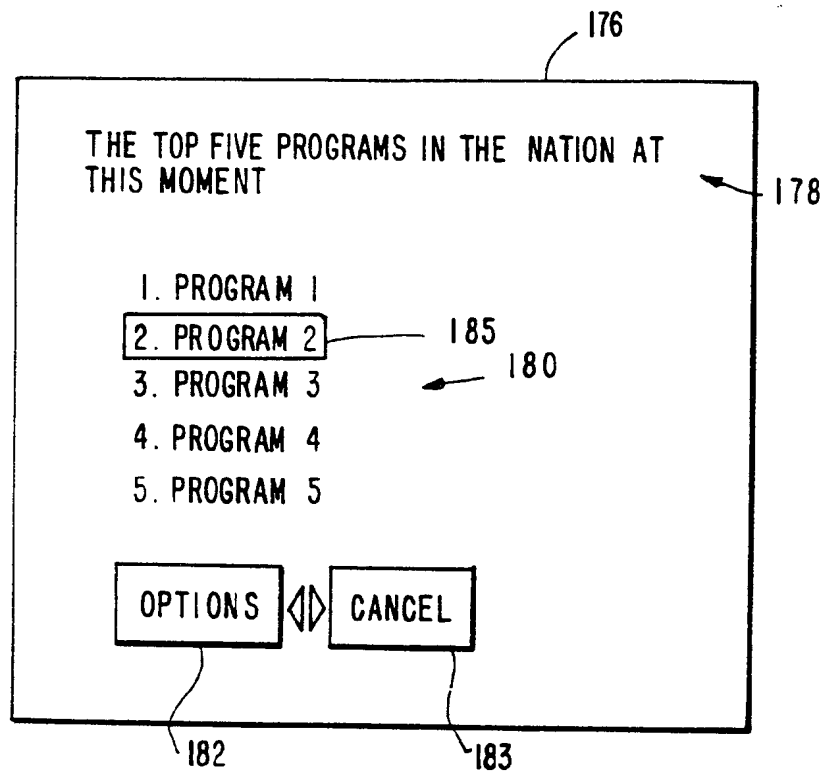 176
THE TOP FIVE PROGRAMS IN THE NATION AT
THIS MOMENT
178
1. PROGRAM 1
2. PROGRAM 2
185
3. PROGRAM 3
180
4. PROGRAM 4
5. PROGRAM 5
OPTIONS
CANCEL
182
183